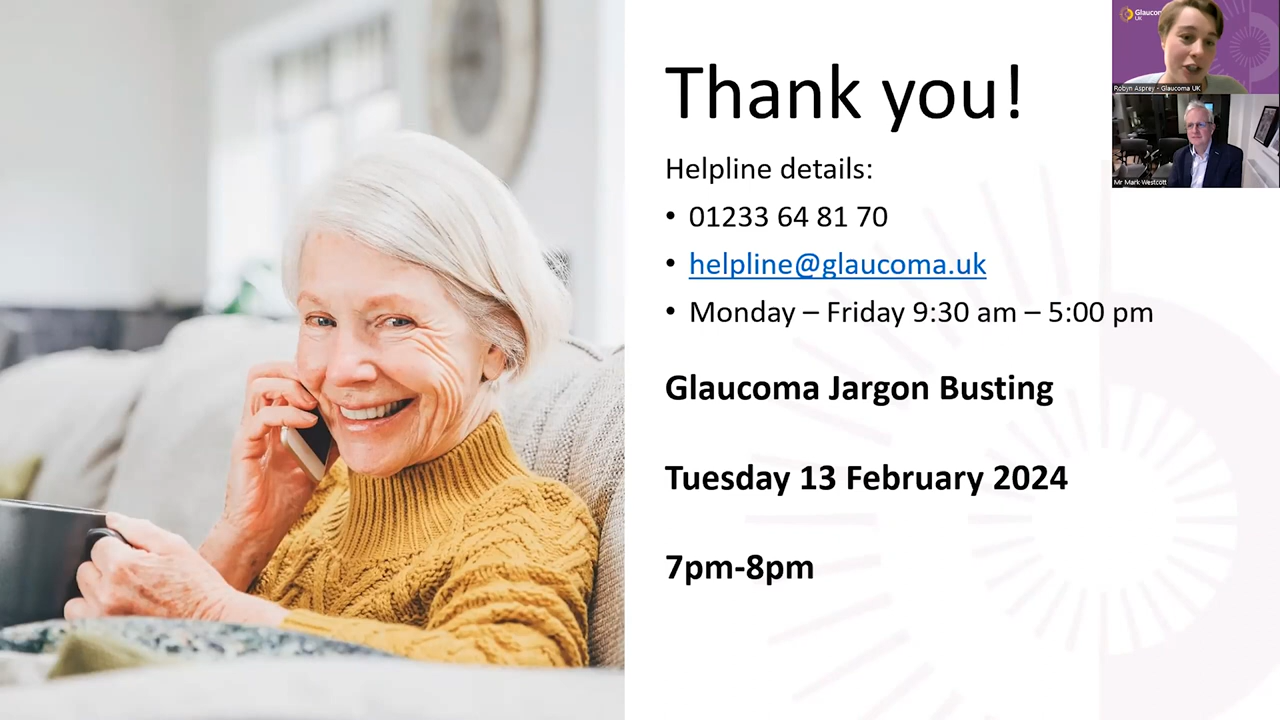 Thank you!
Helpline details:
• 01233 64 81 70
• helpline@glaucoma.uk
• Monday – Friday 9:30 am – 5:00 pm
Glaucoma Jargon Busting
Tuesday 13 February 2024
7pm-8pm
UK
Robyn Asprey - Glaucoma UK
Mr Mark Westcott